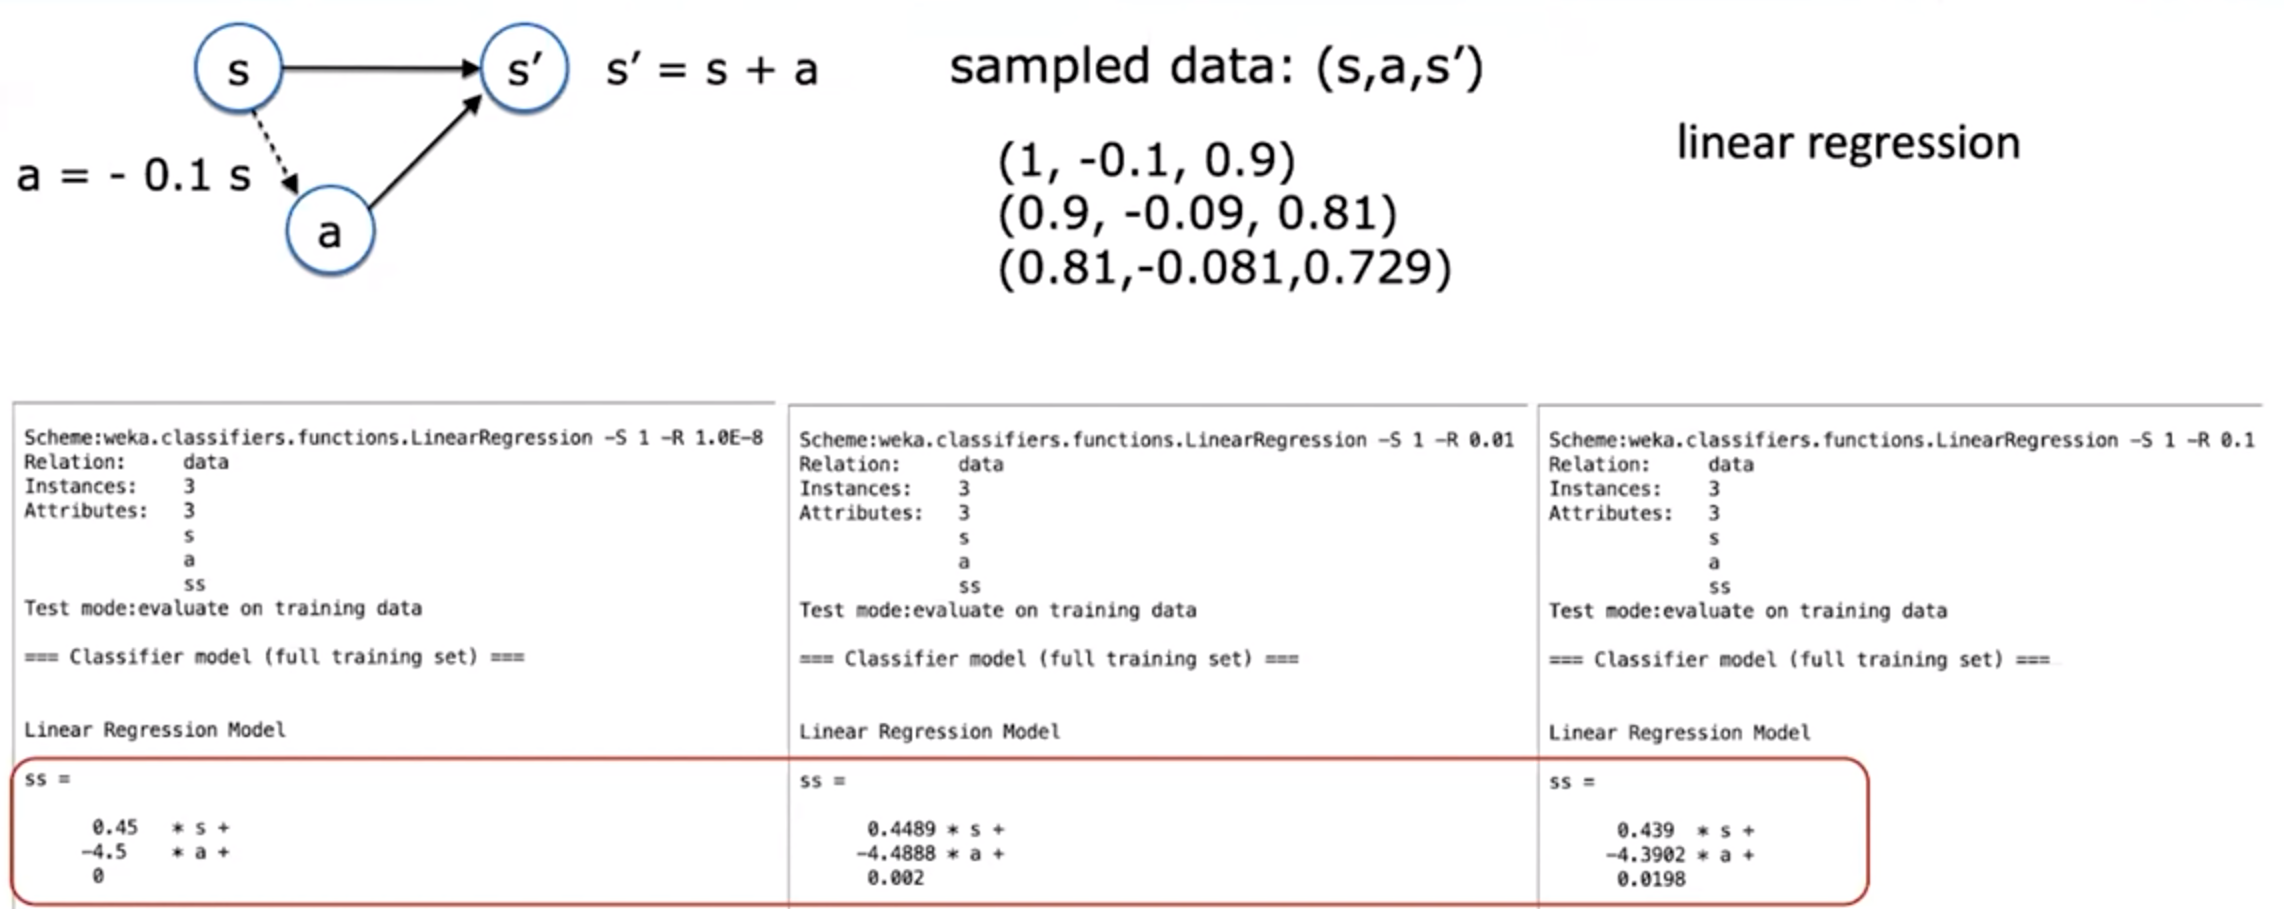 s
s′
s′ = s + a
a = - 0.1 s
a
sampled data: (s,a,s′)
(1, -0.1, 0.9)
(0.9, -0.09, 0.81)
(0.81,-0.081,0.729)
linear regression
Scheme:weka.classifiers.functions.LinearRegression -S 1 -R 1.0E-8
Relation: data
Instances: 3
Attributes: 3
s
a
ss
Test mode:evaluate on training data
=== Classifier model (full training set) ===
Linear Regression Model
ss =
0.45 * s +
-4.5 * a +
0
Scheme:weka.classifiers.functions.LinearRegression -S 1 -R 0.01
Relation: data
Instances: 3
Attributes: 3
s
a
ss
Test mode:evaluate on training data
=== Classifier model (full training set) ===
Linear Regression Model
ss =
0.4489 * s +
-4.4888 * a +
0.002
Scheme:weka.classifiers.functions.LinearRegression -S 1 -R 0.1
Relation: data
Instances: 3
Attributes: 3
s
a
ss
Test mode:evaluate on training data
=== Classifier model (full training set) ===
Linear Regression Model
ss =
0.439 * s +
-4.3902 * a +
0.0198